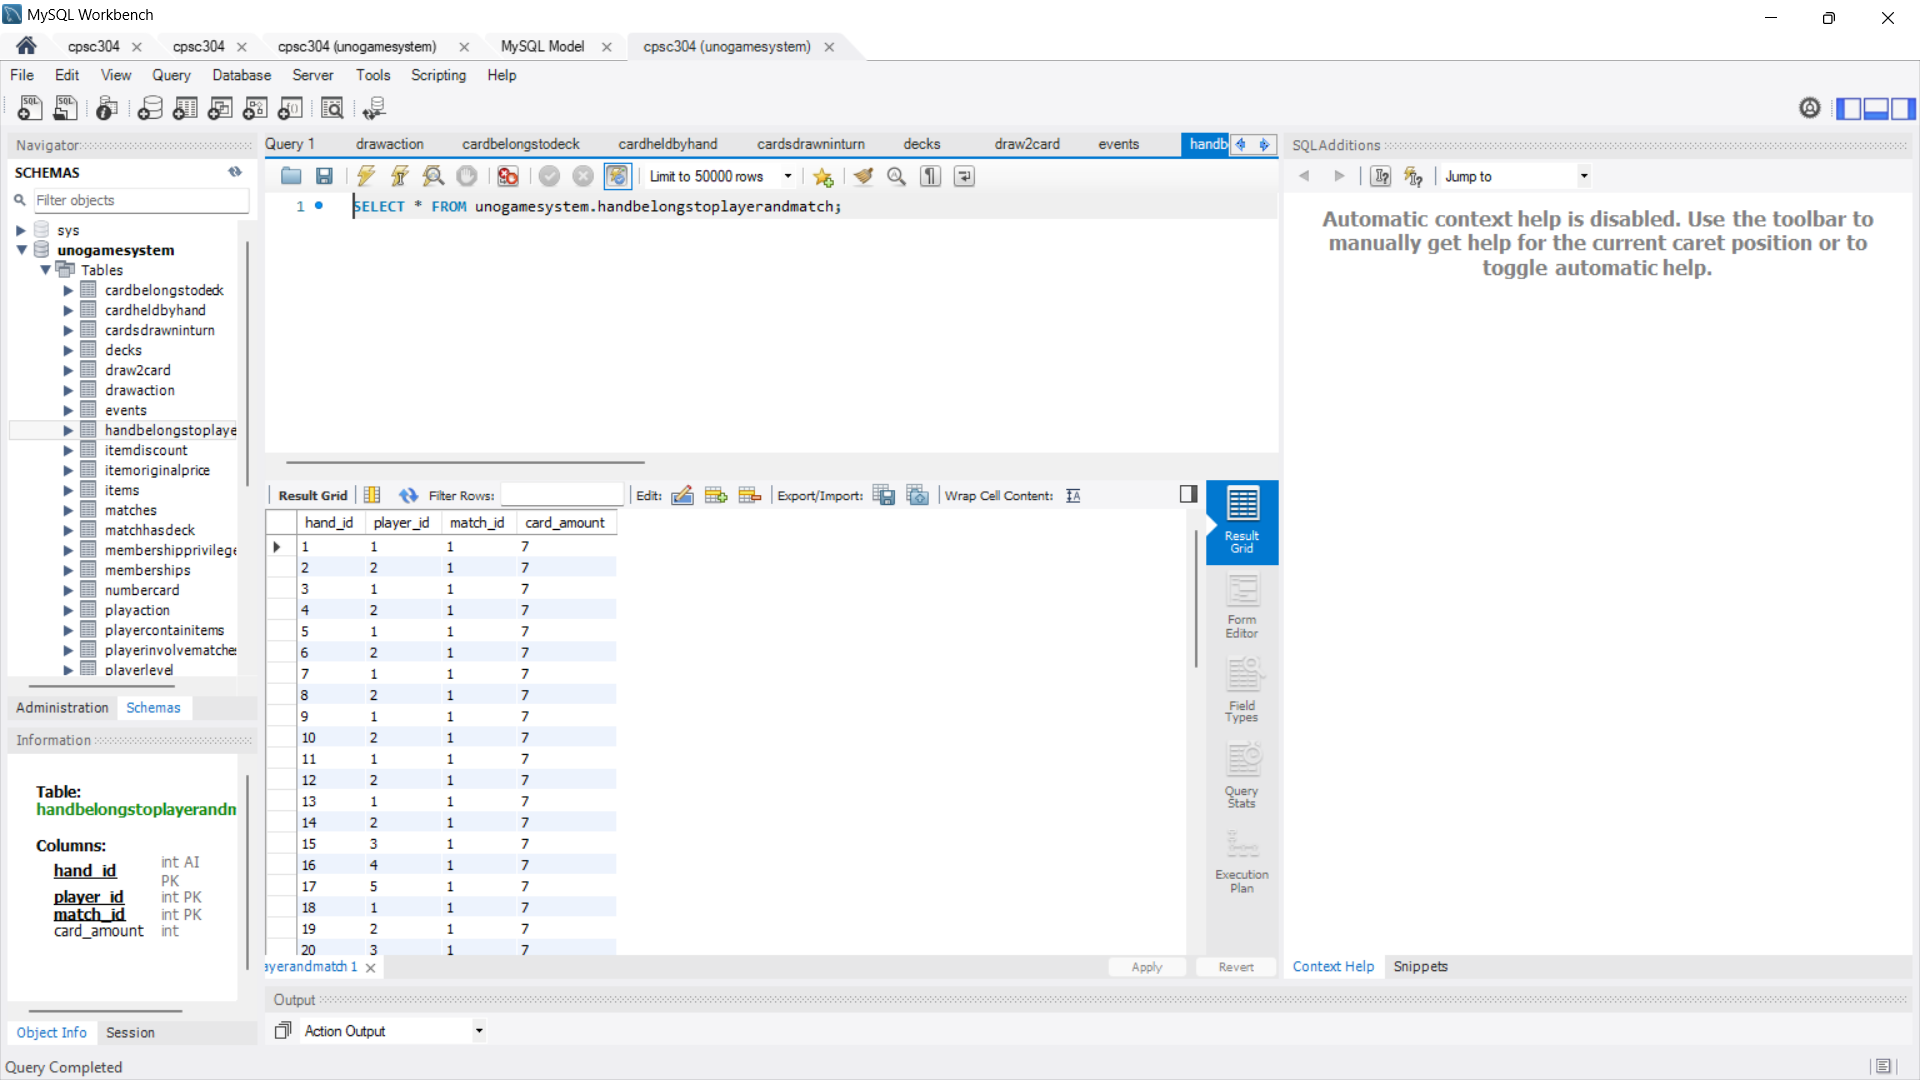 MySQL Workbench
cpsc304
cpsc304
cpsc304 (unogamesystem)
MySQL Model
cpsc304 (unogamesystem)
File Edit View Query Database Server Tools Scripting Help
Navigator
SCHEMAS
Filter objects
sys
unogamesystem
Tables
cardbelongstodeck
cardheldbyhand
cardsdrawninturn
decks
draw2card
drawaction
events
handbelongstoplaye
itemdiscount
itemoriginalprice
items
matches
matchhasdeck
membershipprivilege
memberships
numbercard
playaction
playercontainitems
playerinvolvematche
playerlevel
Administration Schemas
Information
Table:
handbelongstoplayerandm
Columns:
hand_id int AI PK
player_id int PK
match_id int PK
card_amount int
Object Info Session
Query Completed
Query 1 drawaction cardbelongstodeck cardheldbyhand cardsdrawninturn decks draw2card events handb
Limit to 50000 rows
1 SELECT * FROM unogamesystem.handbelongstoplayerandmatch;
Result Grid Filter Rows: Edit: Export/Import: Wrap Cell Content:
hand_id player_id match_id card_amount
1 1 1 7
2 2 1 7
3 1 1 7
4 2 1 7
5 1 1 7
6 2 1 7
7 1 1 7
8 2 1 7
9 1 1 7
10 2 1 7
11 1 1 7
12 2 1 7
13 1 1 7
14 2 1 7
15 3 1 7
16 4 1 7
17 5 1 7
18 1 1 7
19 2 1 7
20 3 1 7
Result Grid
Form Editor
Field Types
Query Stats
Execution Plan
ayerandmatch 1
Apply Revert
Output
Action Output
SQLAdditions
Jump to
Automatic context help is disabled. Use the toolbar to
manually get help for the current caret position or to
toggle automatic help.
Context Help Snippets